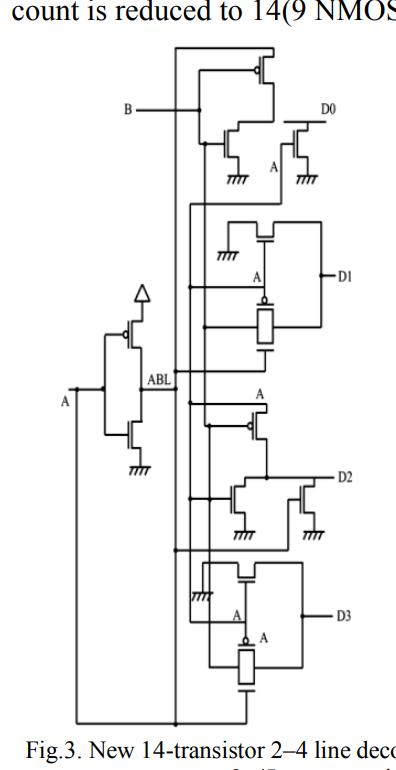 count is reduced to 14(9 NMOS
B
D0
A
A
D1
ABL
A
A
D2
A
D3
A
Fig.3. New 14-transistor 2–4 line deco